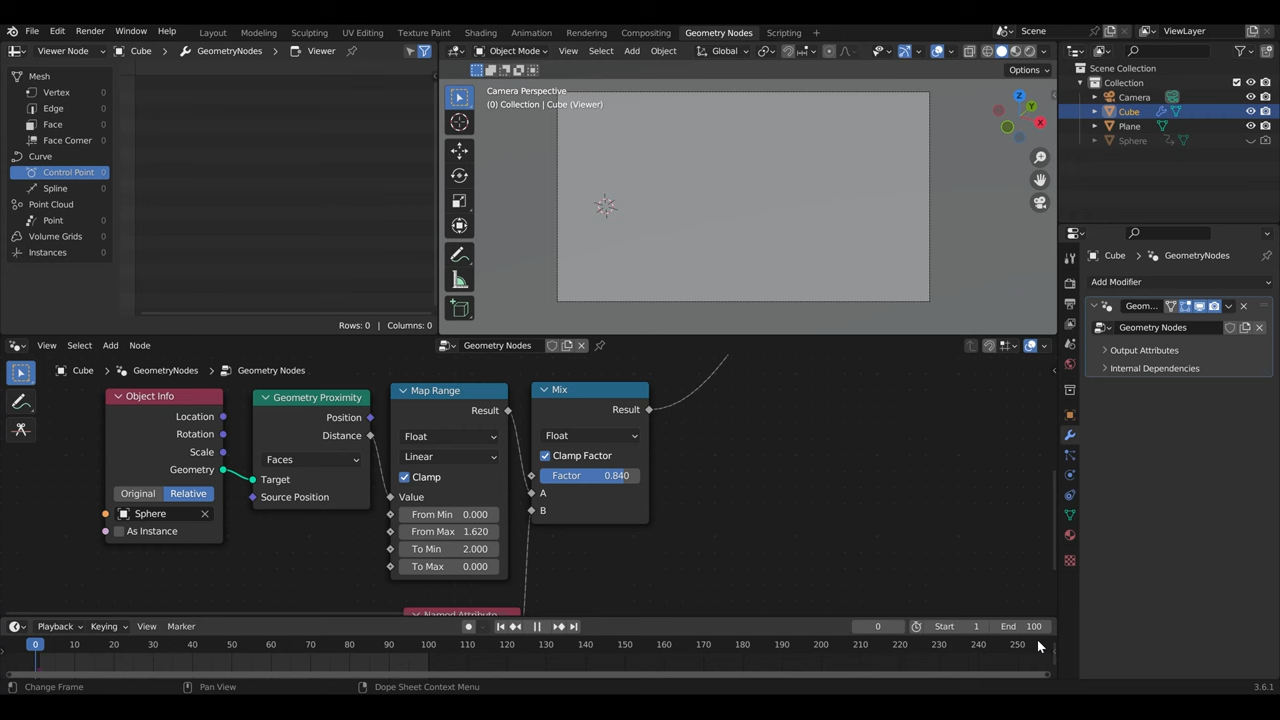 File Edit Render Window Help Layout Modeling Sculpting UV Editing Texture Paint Shading Animation Rendering Compositing Geometry Nodes Scripting Scene ViewLayer
Viewer Node Cube GeometryNodes Viewer
Object Mode View Select Add Object Global
Options
Mesh
Vertex 0
Edge 0
Face 0
Face Corner 0
Curve
Control Point 0
Spline 0
Point Cloud
Point 0
Volume Grids 0
Instances 0
Rows: 0 Columns: 0
Camera Perspective
(0) Collection | Cube (Viewer)
Z
Y
X
Scene Collection
Collection
Camera
Cube
Plane
Sphere
Cube GeometryNodes
Add Modifier
Geom...
Geometry Nodes
Output Attributes
Internal Dependencies
View Select Add Node Geometry Nodes
Cube GeometryNodes Geometry Nodes
Object Info
Location
Rotation
Scale
Geometry
Original Relative
Sphere
As Instance
Geometry Proximity
Position
Distance
Faces
Target
Source Position
Map Range
Result
Float
Linear
Clamp
Value
From Min 0.000
From Max 1.620
To Min 2.000
To Max 0.000
Mix
Result
Float
Clamp Factor
Factor 0.840
A
B
Named Attribute
Playback Keying View Marker 0 Start 1 End 100
0 10 20 30 40 50 60 70 80 90 100 110 120 130 140 150 160 170 180 190 200 210 220 230 240 250
Change Frame Pan View Dope Sheet Context Menu 3.6.1